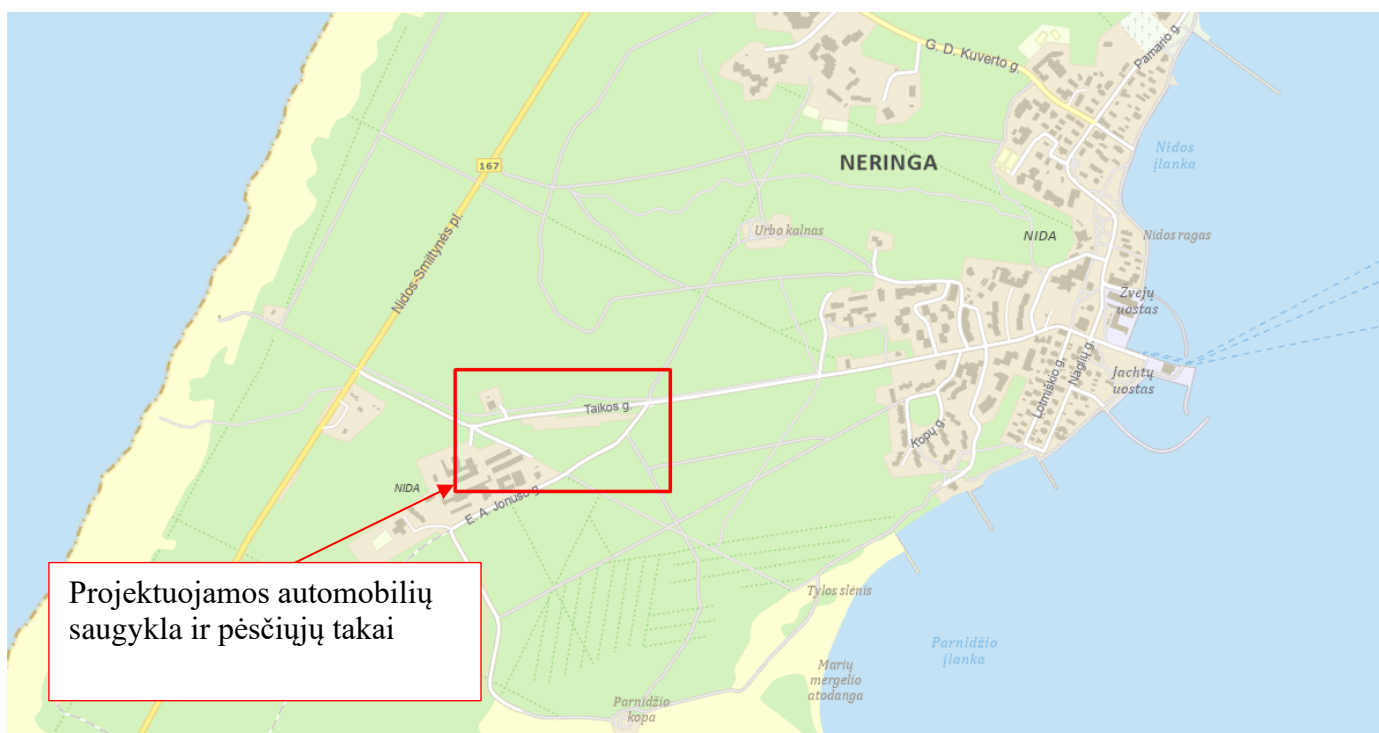 G. D. Kuverto g.
Pamario g.
Nidos
įlanka
167
NERINGA
Urbo kalnas
NIDA
Nidos ragas
Nidos-Smiltynės pl.
Žvejų
uostas
Taikos g.
Lotmiškio g.
Naglių g.
Jachtų
uostas
Kopų g.
NIDA
E. A. Jonušo g.
Projektuojamos automobilių
saugykla ir pėsčiųjų takai
Tylos slėnis
Parnidžio
įlanka
Marių
mergelio
atodanga
Parnidžio
kopa